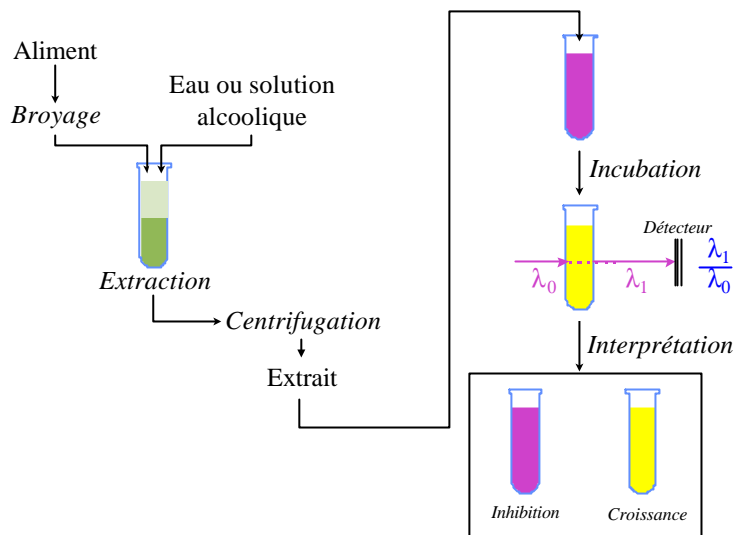 Aliment
Broyage
Eau ou solution
alcoolique
Extraction
Centrifugation
Extrait
Incubation
Détecteur
λ0
λ1
λ1
λ0
Interprétation
Inhibition
Croissance